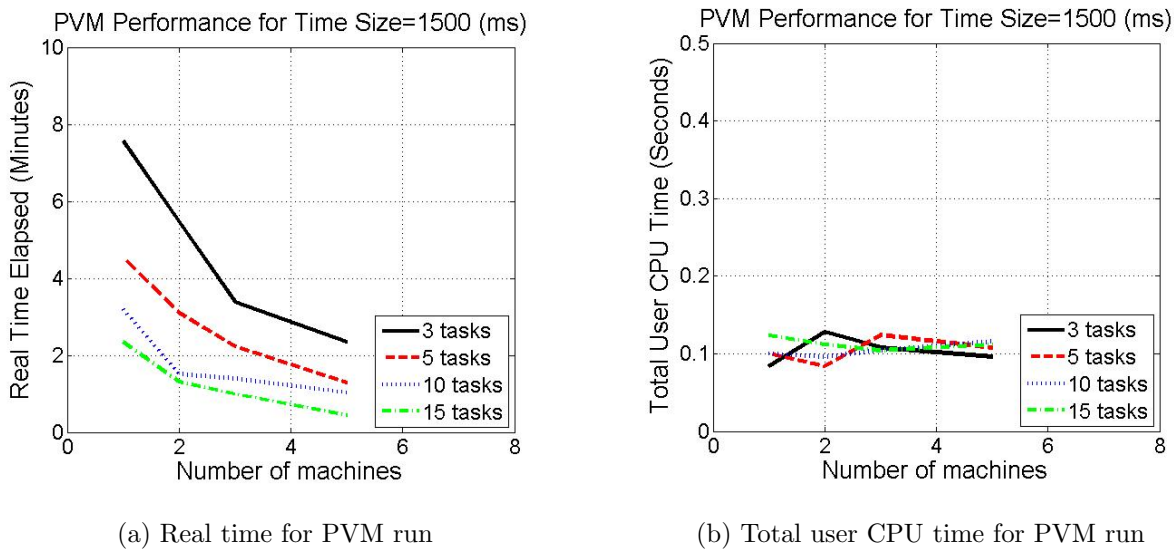 PVM Performance for Time Size=1500 (ms)
10
8
6
4
2
0
Real Time Elapsed (Minutes)
3 tasks
5 tasks
10 tasks
15 tasks
0 2 4 6 8
Number of machines
(a) Real time for PVM run
PVM Performance for Time Size=1500 (ms)
0.5
0.4
0.3
0.2
0.1
0
Total User CPU Time (Seconds)
3 tasks
5 tasks
10 tasks
15 tasks
0 2 4 6 8
Number of machines
(b) Total user CPU time for PVM run